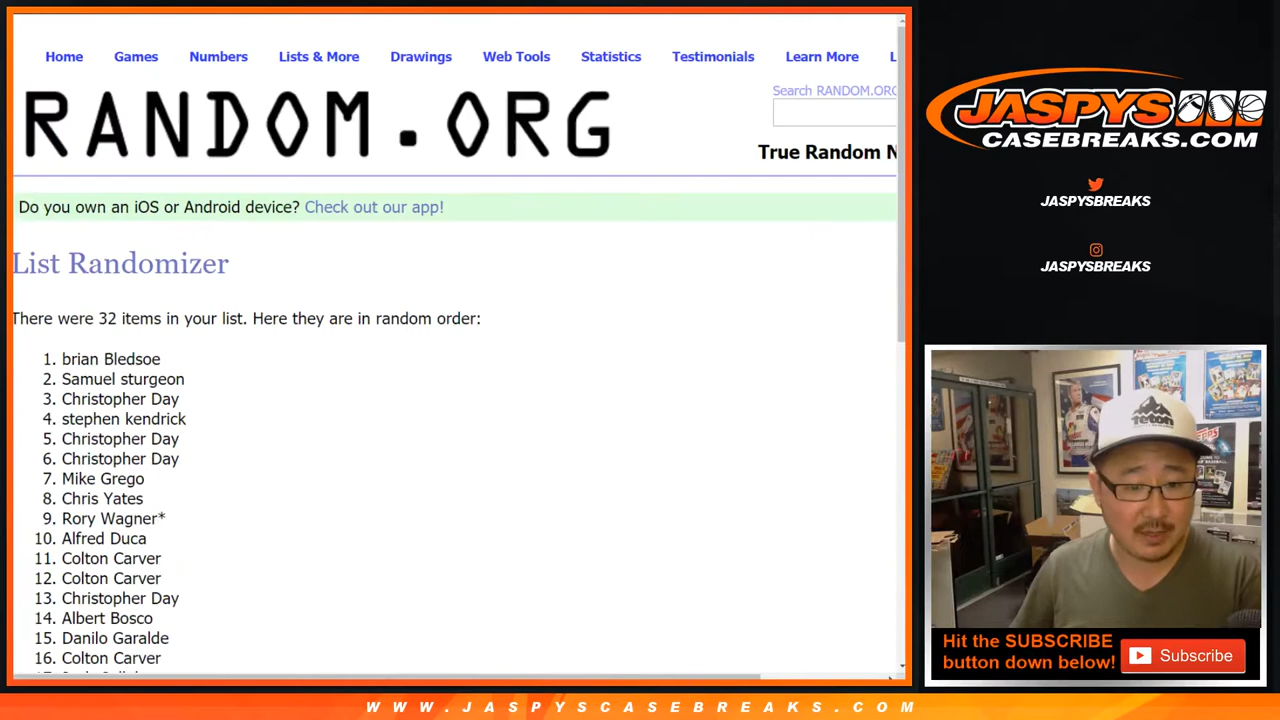 Home Games Numbers Lists & More Drawings Web Tools Statistics Testimonials Learn More L
Search RANDOM.ORG
RANDOM.ORG
True Random N
Do you own an iOS or Android device? Check out our app!
List Randomizer
There were 32 items in your list. Here they are in random order:
1. brian Bledsoe
2. Samuel sturgeon
3. Christopher Day
4. stephen kendrick
5. Christopher Day
6. Christopher Day
7. Mike Grego
8. Chris Yates
9. Rory Wagner*
10. Alfred Duca
11. Colton Carver
12. Colton Carver
13. Christopher Day
14. Albert Bosco
15. Danilo Garalde
16. Colton Carver
JASPYS
CASEBREAKS.COM
JASPYSBREAKS
JASPYSBREAKS
TETON
Hit the SUBSCRIBE
button down below!
Subscribe
WWW.JASPYSCASEBREAKS.COM